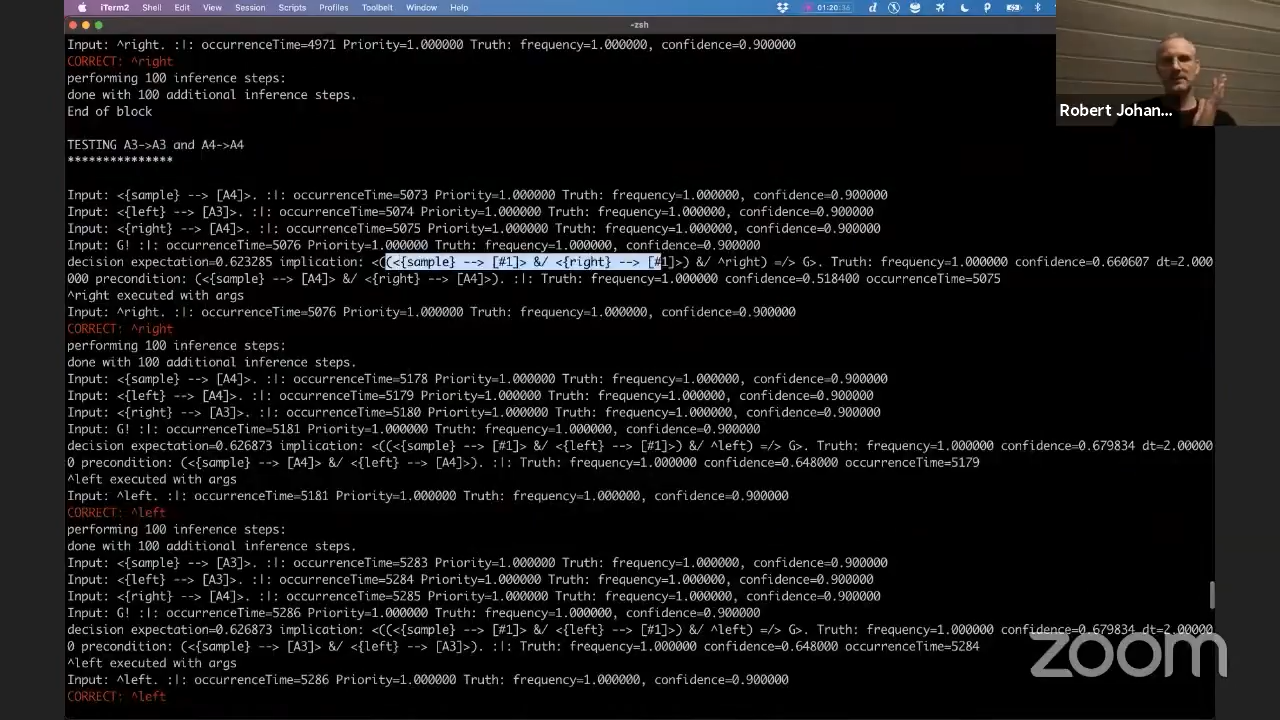 iTerm2 Shell Edit View Session Scripts Profiles Toolbelt Window Help 01:20:36
-zsh
Input: ^right. :|: occurrenceTime=4971 Priority=1.000000 Truth: frequency=1.000000, confidence=0.900000
CORRECT: ^right
performing 100 inference steps:
done with 100 additional inference steps.
End of block
Robert Johan...
TESTING A3->A3 and A4->A4
***************
Input: <{sample} --> [A4]>. :|: occurrenceTime=5073 Priority=1.000000 Truth: frequency=1.000000, confidence=0.900000
Input: <{left} --> [A3]>. :|: occurrenceTime=5074 Priority=1.000000 Truth: frequency=1.000000, confidence=0.900000
Input: <{right} --> [A4]>. :|: occurrenceTime=5075 Priority=1.000000 Truth: frequency=1.000000, confidence=0.900000
Input: G! :|: occurrenceTime=5076 Priority=1.000000 Truth: frequency=1.000000, confidence=0.900000
decision expectation=0.623285 implication: <((<{sample} --> [#1]> &/ <{right} --> [#1]>) &/ ^right) =/> G>. Truth: frequency=1.000000 confidence=0.660607 dt=2.000
000 precondition: (<{sample} --> [A4]> &/ <{right} --> [A4]>). :|: Truth: frequency=1.000000 confidence=0.518400 occurrenceTime=5075
^right executed with args
Input: ^right. :|: occurrenceTime=5076 Priority=1.000000 Truth: frequency=1.000000, confidence=0.900000
CORRECT: ^right
performing 100 inference steps:
done with 100 additional inference steps.
Input: <{sample} --> [A4]>. :|: occurrenceTime=5178 Priority=1.000000 Truth: frequency=1.000000, confidence=0.900000
Input: <{left} --> [A4]>. :|: occurrenceTime=5179 Priority=1.000000 Truth: frequency=1.000000, confidence=0.900000
Input: <{right} --> [A3]>. :|: occurrenceTime=5180 Priority=1.000000 Truth: frequency=1.000000, confidence=0.900000
Input: G! :|: occurrenceTime=5181 Priority=1.000000 Truth: frequency=1.000000, confidence=0.900000
decision expectation=0.626873 implication: <((<{sample} --> [#1]> &/ <{left} --> [#1]>) &/ ^left) =/> G>. Truth: frequency=1.000000 confidence=0.679834 dt=2.00000
0 precondition: (<{sample} --> [A4]> &/ <{left} --> [A4]>). :|: Truth: frequency=1.000000 confidence=0.648000 occurrenceTime=5179
^left executed with args
Input: ^left. :|: occurrenceTime=5181 Priority=1.000000 Truth: frequency=1.000000, confidence=0.900000
CORRECT: ^left
performing 100 inference steps:
done with 100 additional inference steps.
Input: <{sample} --> [A3]>. :|: occurrenceTime=5283 Priority=1.000000 Truth: frequency=1.000000, confidence=0.900000
Input: <{left} --> [A3]>. :|: occurrenceTime=5284 Priority=1.000000 Truth: frequency=1.000000, confidence=0.900000
Input: <{right} --> [A4]>. :|: occurrenceTime=5285 Priority=1.000000 Truth: frequency=1.000000, confidence=0.900000
Input: G! :|: occurrenceTime=5286 Priority=1.000000 Truth: frequency=1.000000, confidence=0.900000
decision expectation=0.626873 implication: <((<{sample} --> [#1]> &/ <{left} --> [#1]>) &/ ^left) =/> G>. Truth: frequency=1.000000 confidence=0.679834 dt=2.00000
0 precondition: (<{sample} --> [A3]> &/ <{left} --> [A3]>). :|: Truth: frequency=1.000000 confidence=0.648000 occurrenceTime=5284
^left executed with args
Input: ^left. :|: occurrenceTime=5286 Priority=1.000000 Truth: frequency=1.000000, confidence=0.900000
CORRECT: ^left
zoom